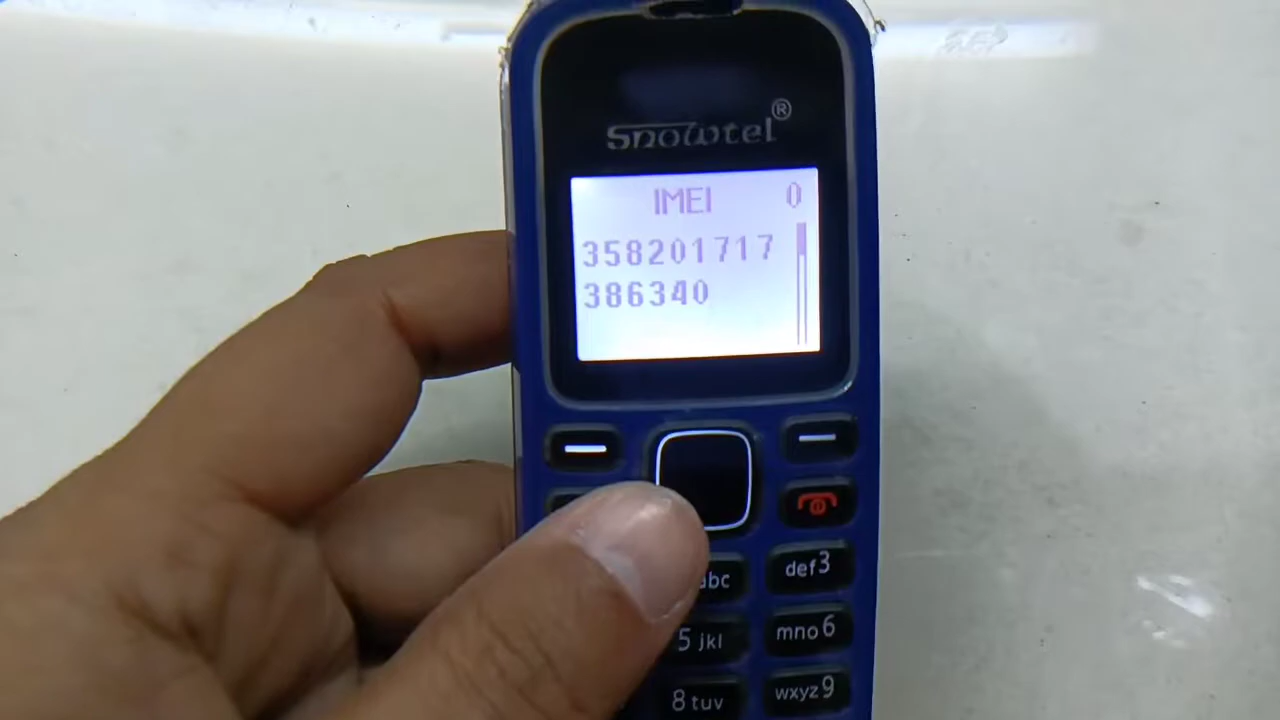 Snowtel®
IMEI 0
358201717
386340
abc
def3
5 jkl
mno6
8 tuv
wxyz9